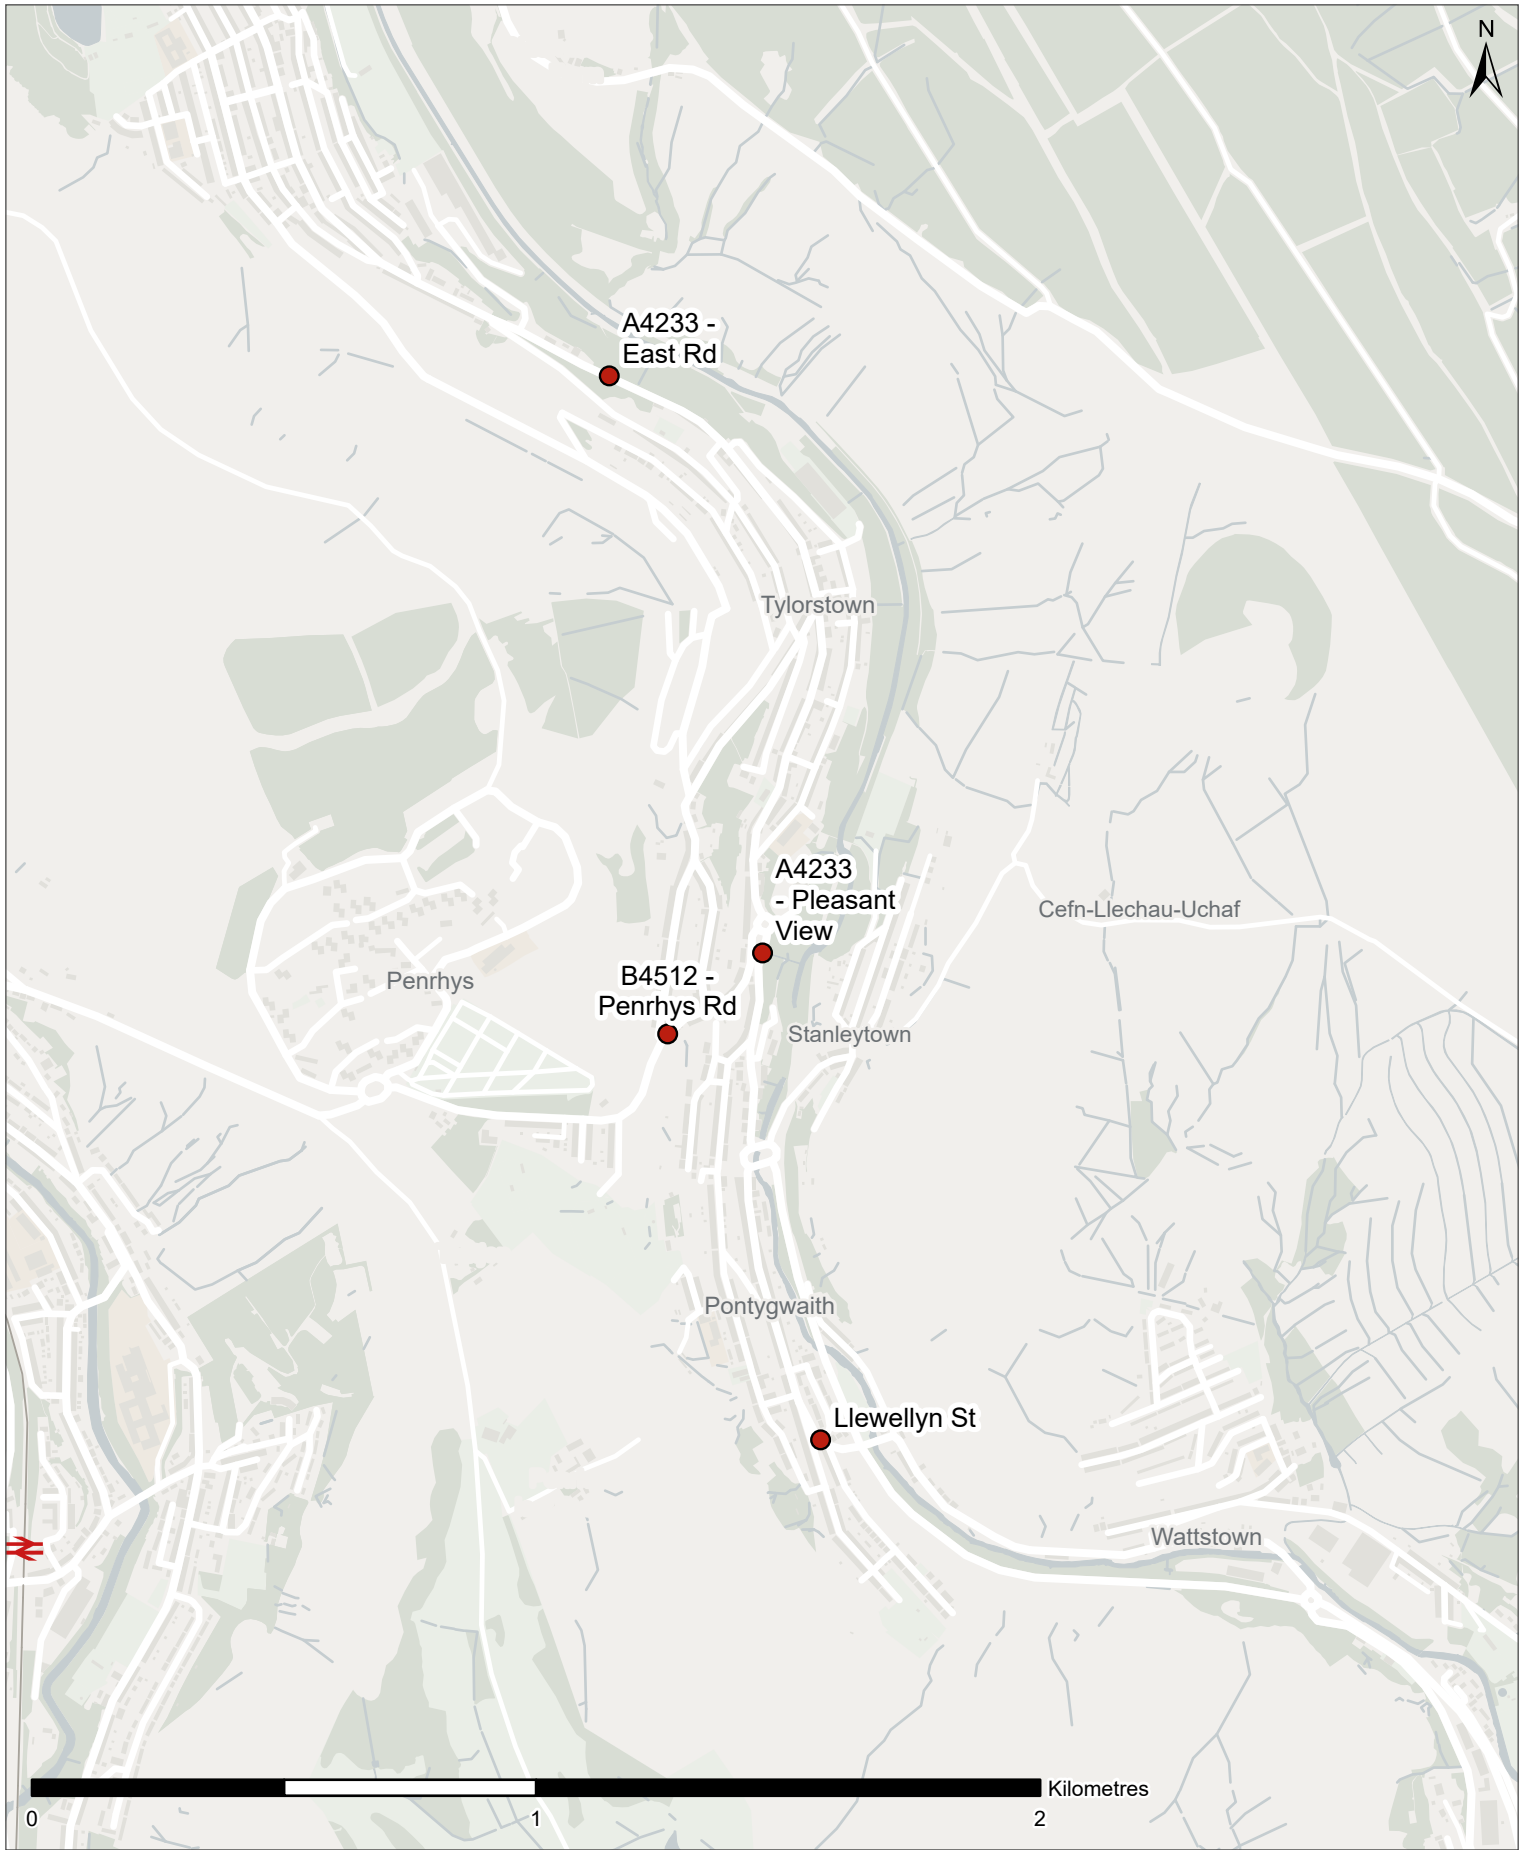 N
A4233 -
East Rd
Tylorstown
A4233
- Pleasant
View
Cefn-Llechau-Uchaf
Penrhys
B4512 -
Penrhys Rd
Stanleytown
Pontygwaith
Llewellyn St
Wattstown
Kilometres
0 1 2